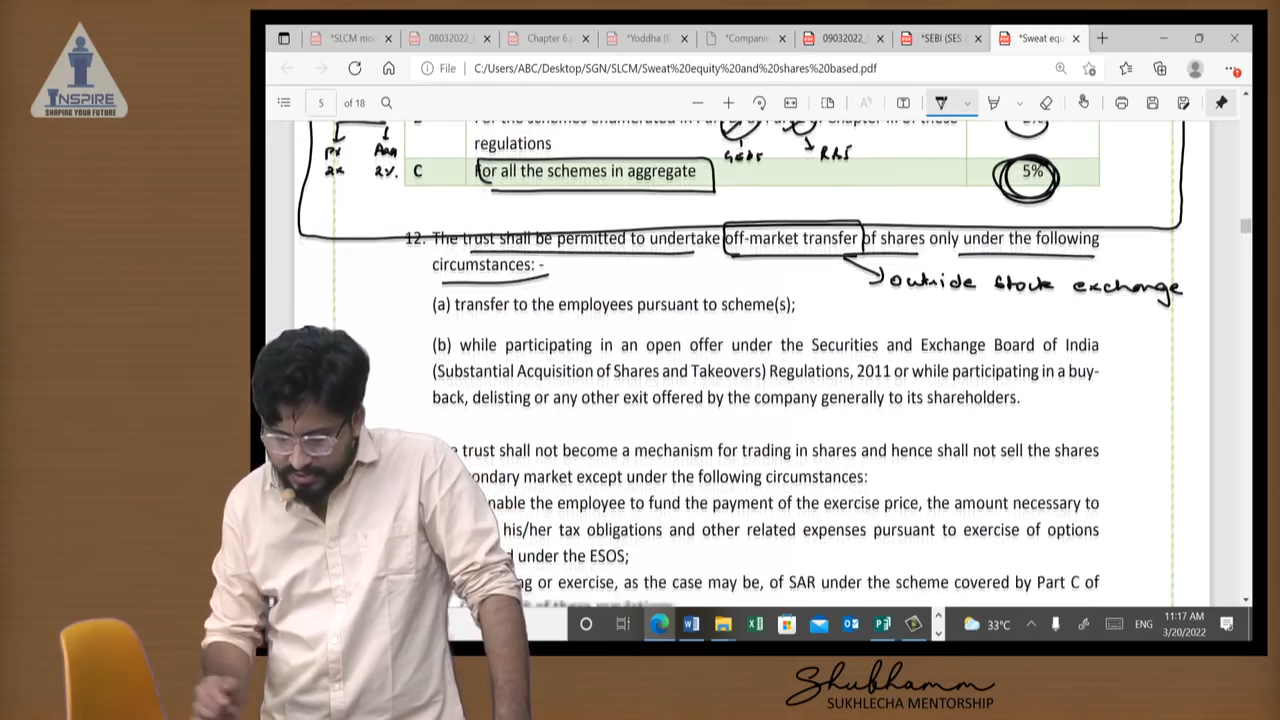 INSPIRE
SHAPING YOUR FUTURE
*SLCM mo
08032022_
Chapter 6.p
*Yoddha (
*Companie
09032022_
*SEBI (SES
*Sweat equ
File
C:/Users/ABC/Desktop/SGN/SLCM/Sweat%20equity%20and%20shares%20based.pdf
5 of 18
regulations
GEBS
RBS
2%.
C For all the schemes in aggregate 5%
12. The trust shall be permitted to undertake off-market transfer of shares only under the following
circumstances: -
outside stock exchange
(a) transfer to the employees pursuant to scheme(s);
(b) while participating in an open offer under the Securities and Exchange Board of India
(Substantial Acquisition of Shares and Takeovers) Regulations, 2011 or while participating in a buy-
back, delisting or any other exit offered by the company generally to its shareholders.
trust shall not become a mechanism for trading in shares and hence shall not sell the shares
market except under the following circumstances:
the employee to fund the payment of the exercise price, the amount necessary to
his/her tax obligations and other related expenses pursuant to exercise of options
under the ESOS;
or exercise, as the case may be, of SAR under the scheme covered by Part C of
33°C
ENG
11:17 AM
3/20/2022
Shubhamm
SUKHLECHA MENTORSHIP